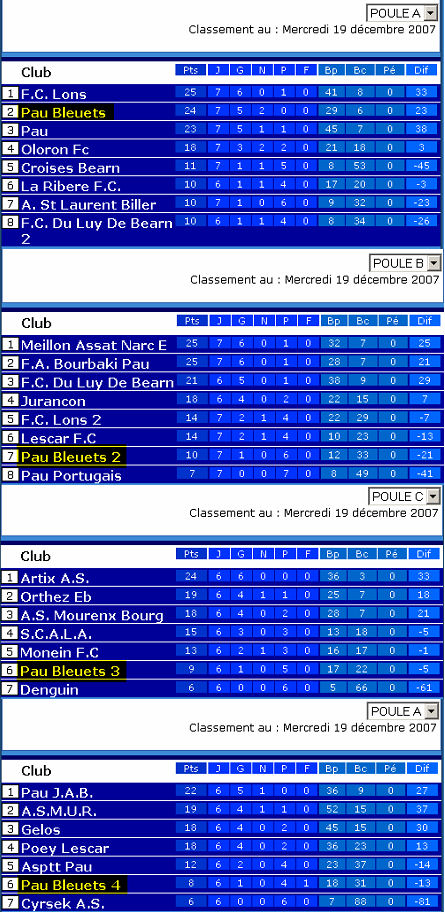 POULE A
Classement au : Mercredi 19 décembre 2007
Club Pts J G N P F Bp Bc Pé Dif
1 F.C. Lons 25 7 6 0 1 0 41 8 0 33
2 Pau Bleuets 24 7 5 2 0 0 29 6 0 23
3 Pau 23 7 5 1 1 0 45 7 0 38
4 Oloron Fc 18 7 3 2 2 0 21 18 0 3
5 Croises Bearn 11 7 1 1 5 0 8 53 0 -45
6 La Ribere F.C. 10 6 1 1 4 0 17 20 0 -3
7 A. St Laurent Biller 10 7 1 0 6 0 9 32 0 -23
8 F.C. Du Luy De Bearn 10 6 1 1 4 0 8 34 0 -26
2
POULE B
Classement au : Mercredi 19 décembre 2007
Club Pts J G N P F Bp Bc Pé Dif
1 Meillon Assat Narc E 25 7 6 0 1 0 32 7 0 25
2 F.A. Bourbaki Pau 25 7 6 0 1 0 28 7 0 21
3 F.C. Du Luy De Bearn 21 6 5 0 1 0 38 9 0 29
4 Jurancon 18 6 4 0 2 0 22 15 0 7
5 F.C. Lons 2 14 7 2 1 4 0 22 29 0 -7
6 Lescar F.C 14 7 2 1 4 0 10 23 0 -13
7 Pau Bleuets 2 10 7 1 0 6 0 12 33 0 -21
8 Pau Portugais 7 7 0 0 7 0 8 49 0 -41
POULE C
Classement au : Mercredi 19 décembre 2007
Club Pts J G N P F Bp Bc Pé Dif
1 Artix A.S. 24 6 6 0 0 0 36 3 0 33
2 Orthez Eb 19 6 4 1 1 0 25 7 0 18
3 A.S. Mourenx Bourg 18 6 4 0 2 0 28 7 0 21
4 S.C.A.L.A. 15 6 3 0 3 0 13 18 0 -5
5 Monein F.C 13 6 2 1 3 0 16 17 0 -1
6 Pau Bleuets 3 9 6 1 0 5 0 17 22 0 -5
7 Denguin 6 6 0 0 6 0 5 66 0 -61
POULE A
Classement au : Mercredi 19 décembre 2007
Club Pts J G N P F Bp Bc Pé Dif
1 Pau J.A.B. 22 6 5 1 0 0 36 9 0 27
2 A.S.M.U.R. 19 6 4 1 1 0 52 15 0 37
3 Gelos 18 6 4 0 2 0 45 15 0 30
4 Poey Lescar 18 6 4 0 2 0 36 23 0 13
5 Asptt Pau 12 6 2 0 4 0 23 37 0 -14
6 Pau Bleuets 4 8 6 1 0 4 1 18 31 0 -13
7 Cyrsek A.S. 6 6 0 0 6 0 7 88 0 -81